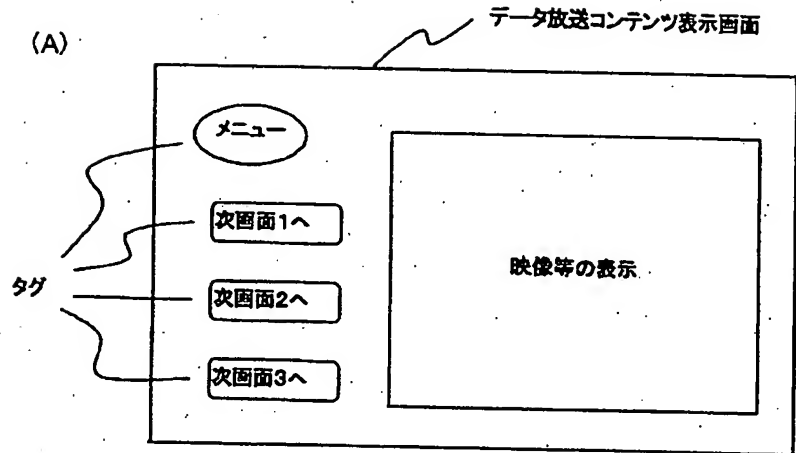 (A)
データ放送コンテンツ表示画面
メニュー
次画面1へ
次画面2へ
次画面3へ
タグ
映像等の表示